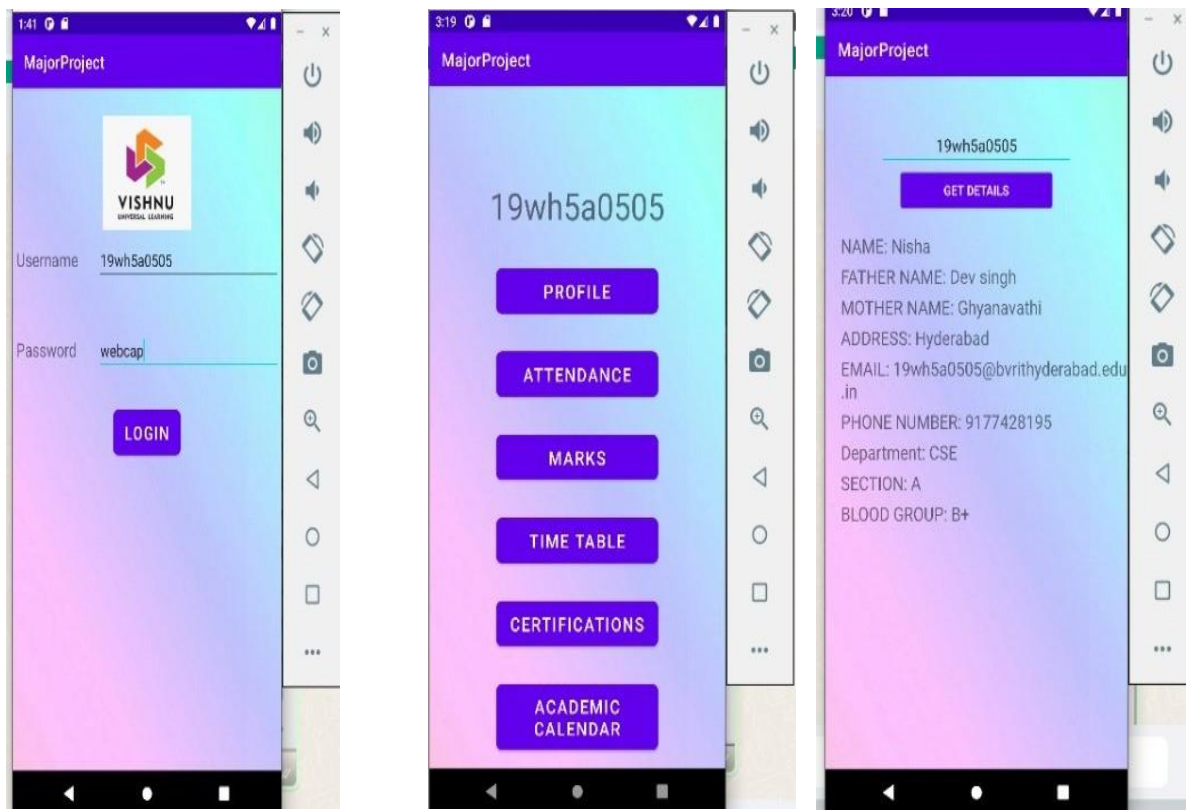 1:41
MajorProject
VISHNU
UNIVERSAL LEARNING
Username 19wh5a0505
Password webcap
LOGIN
3:19
MajorProject
19wh5a0505
PROFILE
ATTENDANCE
MARKS
TIME TABLE
CERTIFICATIONS
ACADEMIC
CALENDAR
3:20
MajorProject
19wh5a0505
GET DETAILS
NAME: Nisha
FATHER NAME: Dev singh
MOTHER NAME: Ghyanavathi
ADDRESS: Hyderabad
EMAIL: 19wh5a0505@bvrithyderabad.edu
.in
PHONE NUMBER: 9177428195
Department: CSE
SECTION: A
BLOOD GROUP: B+